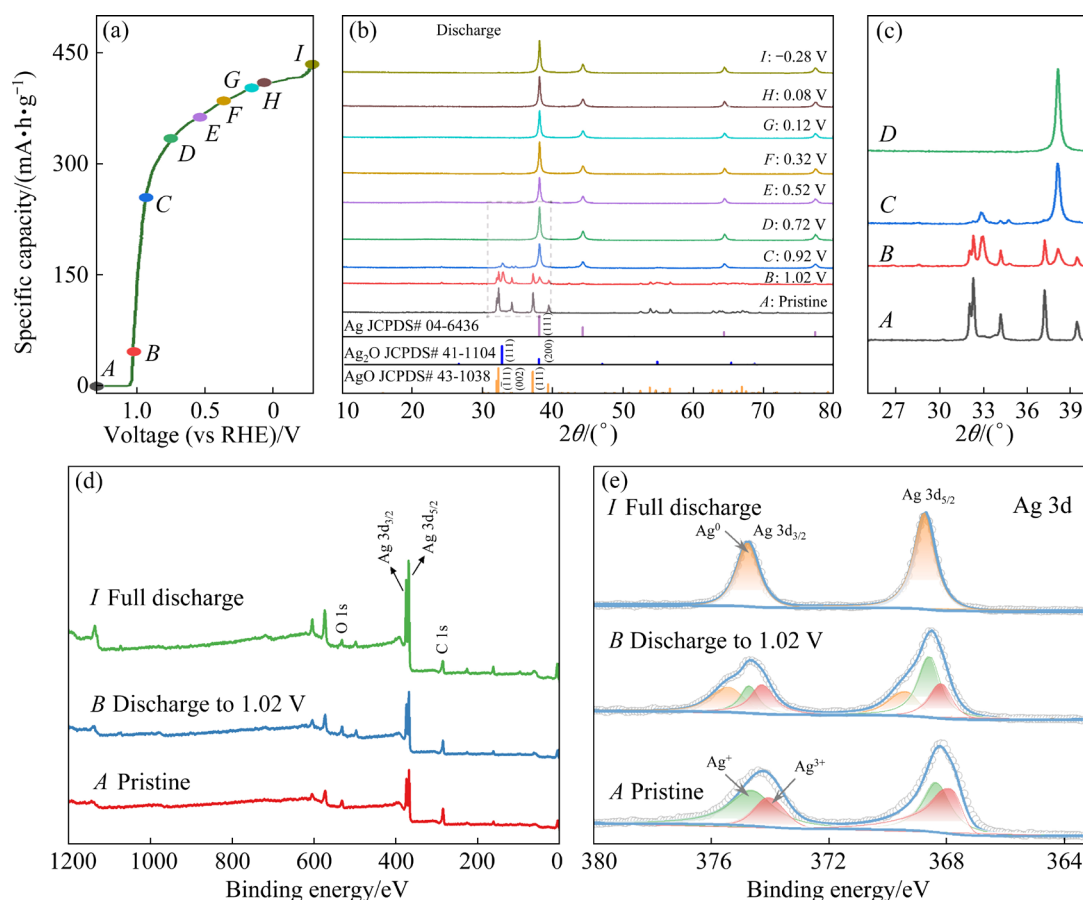 (a)
Specific capacity/(mA•h•g⁻¹)
450
300
150
0
A
B
C
D
E
F
G
H
I
1.0
0.5
0
Voltage (vs RHE)/V
(b)
Discharge
I: −0.28 V
H: 0.08 V
G: 0.12 V
F: 0.32 V
E: 0.52 V
D: 0.72 V
C: 0.92 V
B: 1.02 V
A: Pristine
Ag JCPDS# 04-6436
(111)
Ag₂O JCPDS# 41-1104
(111)
(200)
AgO JCPDS# 43-1038
(1̄11)
(002)
(111)
10
20
30
40
50
60
70
80
2θ/(°)
(c)
D
C
B
A
27
30
33
36
39
2θ/(°)
(d)
Ag 3d₃/₂
Ag 3d₅/₂
I Full discharge
O 1s
C 1s
B Discharge to 1.02 V
A Pristine
1200
1000
800
600
400
200
0
Binding energy/eV
(e)
Ag 3d₅/₂
Ag 3d
I Full discharge
Ag⁰
Ag 3d₃/₂
B Discharge to 1.02 V
Ag⁺
Ag³⁺
A Pristine
380
376
372
368
364
Binding energy/eV